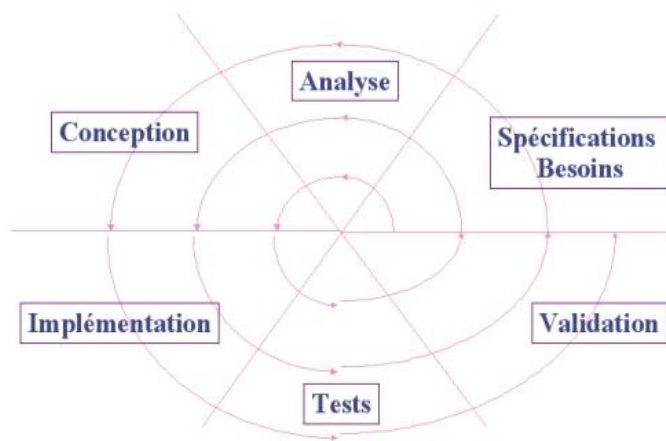 Analyse
Conception
Spécifications
Besoins
Implémentation
Validation
Tests